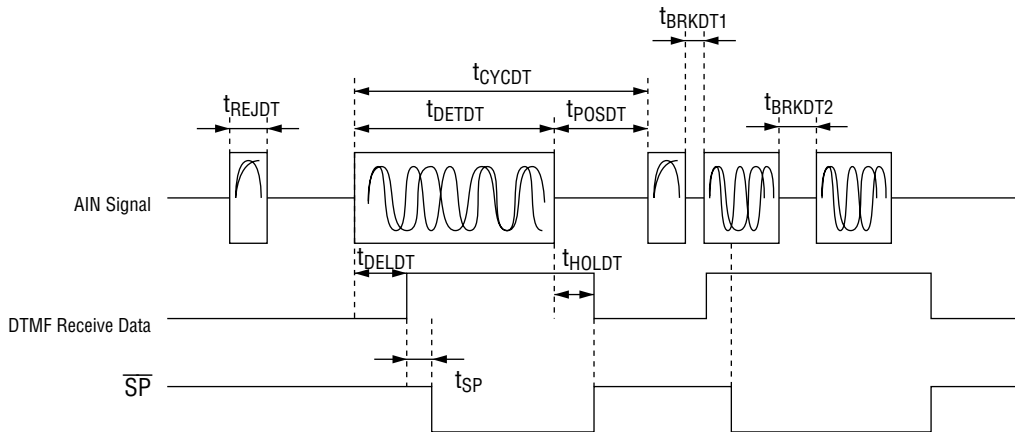 tBRKDT1
tCYCDT
tREJDT
tDETDT
tPOSDT
tBRKDT2
AIN Signal
tDELDT
tHOLDT
DTMF Receive Data
tSP
SP